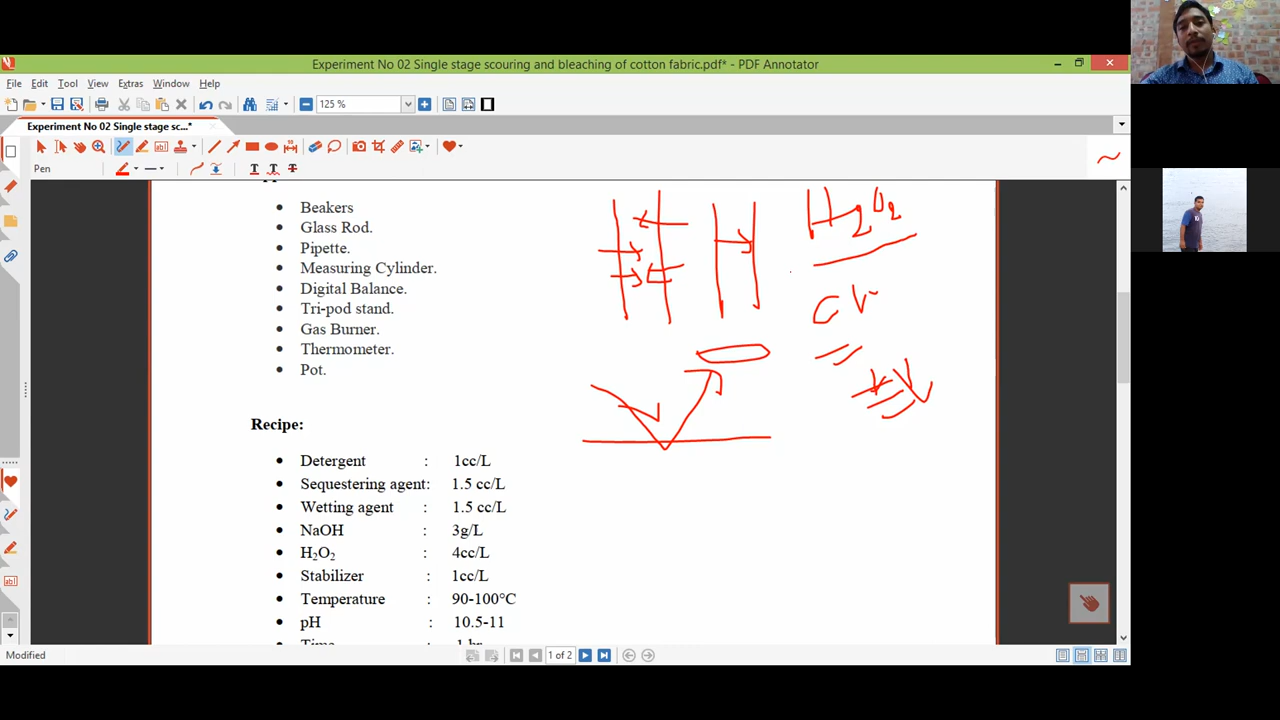 Experiment No 02 Single stage scouring and bleaching of cotton fabric.pdf* - PDF Annotator
File Edit Tool View Extras Window Help
125 %
Experiment No 02 Single stage sc...*
Pen
Beakers
Glass Rod.
Pipette.
Measuring Cylinder.
Digital Balance.
Tri-pod stand.
Gas Burner.
Thermometer.
Pot.
H2O2
Recipe:
Detergent : 1cc/L
Sequestering agent: 1.5 cc/L
Wetting agent : 1.5 cc/L
NaOH : 3g/L
H2O2 : 4cc/L
Stabilizer : 1cc/L
Temperature : 90-100°C
pH : 10.5-11
Time : 1 hr
Modified
1 of 2